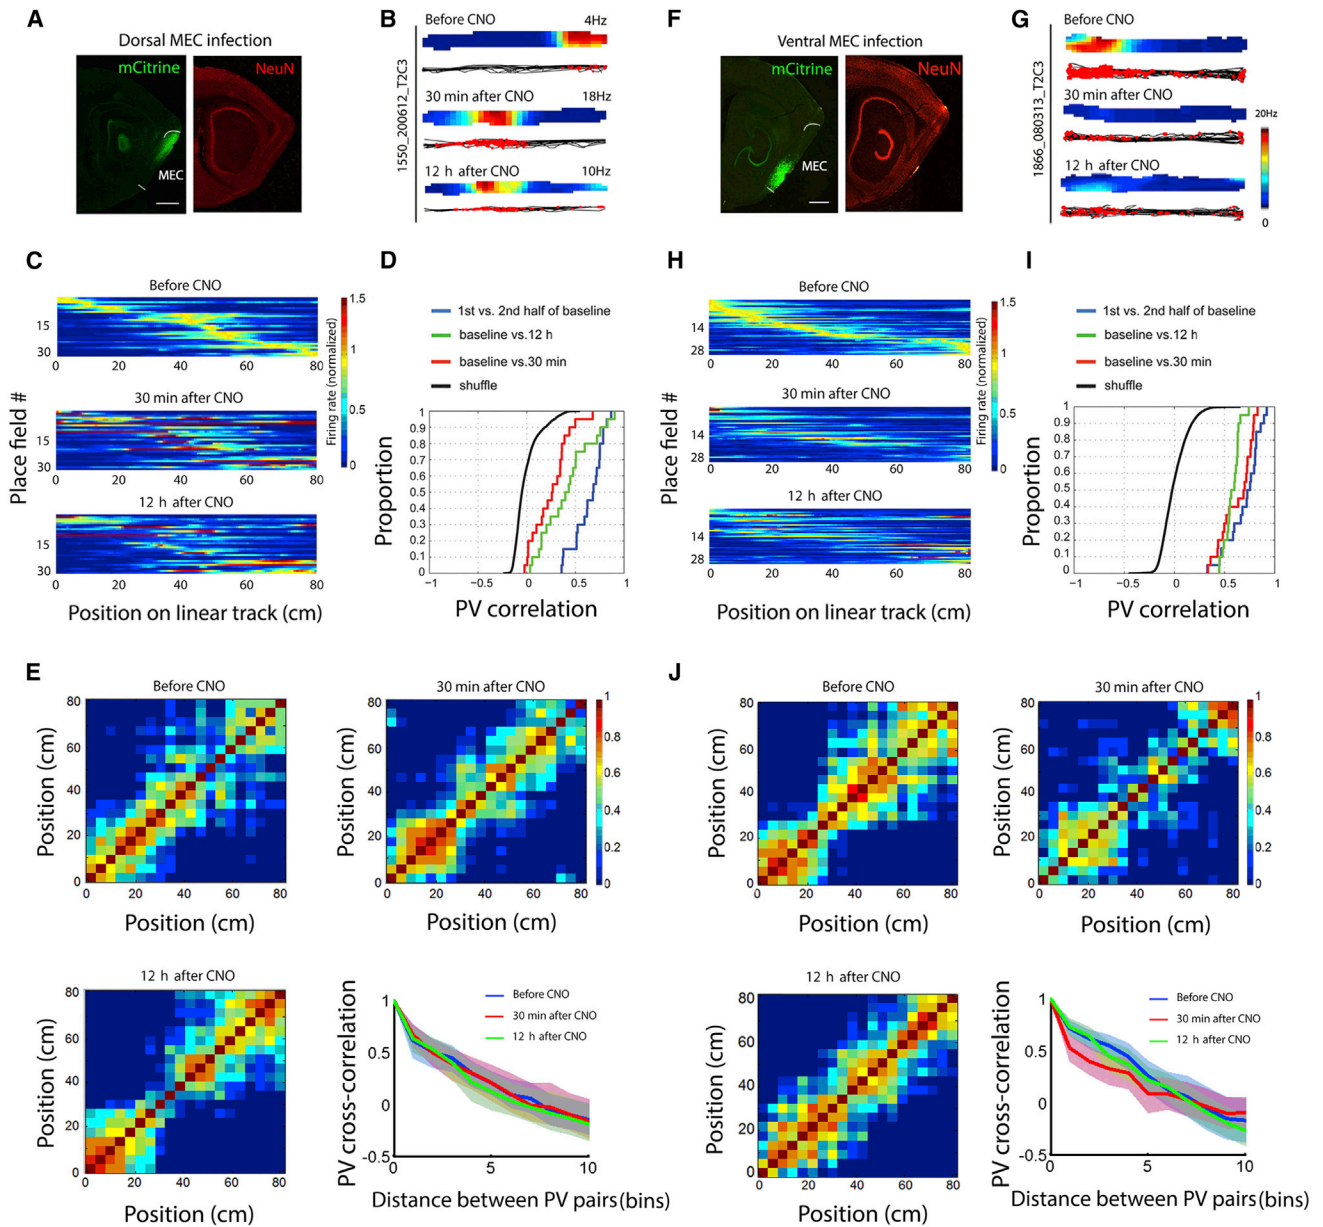 A
Dorsal MEC infection
mCitrine
NeuN
MEC
B
1550_200612_T2C3
Before CNO
4Hz
30 min after CNO
18Hz
12 h after CNO
10Hz
F
Ventral MEC infection
mCitrine
NeuN
MEC
G
1866_080313_T2C3
Before CNO
30 min after CNO
12 h after CNO
20Hz
0
C
Place field #
Before CNO
15
30
0 20 40 60 80
30 min after CNO
15
30
0 20 40 60 80
12 h after CNO
15
30
0 20 40 60 80
Position on linear track (cm)
1.5
1
0.5
0
Firing rate (normalized)
D
1st vs. 2nd half of baseline
baseline vs.12 h
baseline vs.30 min
shuffle
Proportion
1
0.9
0.8
0.7
0.6
0.5
0.4
0.3
0.2
0.1
0
−1 −0.5 0 0.5 1
PV correlation
H
Place field #
Before CNO
14
28
0 20 40 60 80
30 min after CNO
14
28
0 20 40 60 80
12 h after CNO
14
28
0 20 40 60 80
Position on linear track (cm)
1.5
1
0.5
0
Firing rate (normalized)
I
1st vs. 2nd half of baseline
baseline vs.12 h
baseline vs.30 min
shuffle
Proportion
1
0.9
0.8
0.7
0.6
0.5
0.4
0.3
0.2
0.1
0
−1 −0.5 0 0.5 1
PV correlation
E
Before CNO
Position (cm)
80
60
40
20
0
0 20 40 60 80
Position (cm)
30 min after CNO
Position (cm)
80
60
40
20
0
0 20 40 60 80
Position (cm)
1
0.8
0.6
0.4
0.2
0
12 h after CNO
Position (cm)
80
60
40
20
0
0 20 40 60 80
Position (cm)
PV cross-correlation
1
0.5
0
-0.5
Before CNO
30 min after CNO
12 h after CNO
0 5 10
Distance between PV pairs(bins)
J
Before CNO
Position (cm)
80
60
40
20
0
0 20 40 60 80
Position (cm)
30 min after CNO
Position (cm)
80
60
40
20
0
0 20 40 60 80
Position (cm)
1
0.8
0.6
0.4
0.2
0
12 h after CNO
Position (cm)
80
60
40
20
0
0 20 40 60 80
Position (cm)
PV cross-correlation
1
0.5
0
-0.5
Before CNO
30 min after CNO
12 h after CNO
0 5 10
Distance between PV pairs(bins)